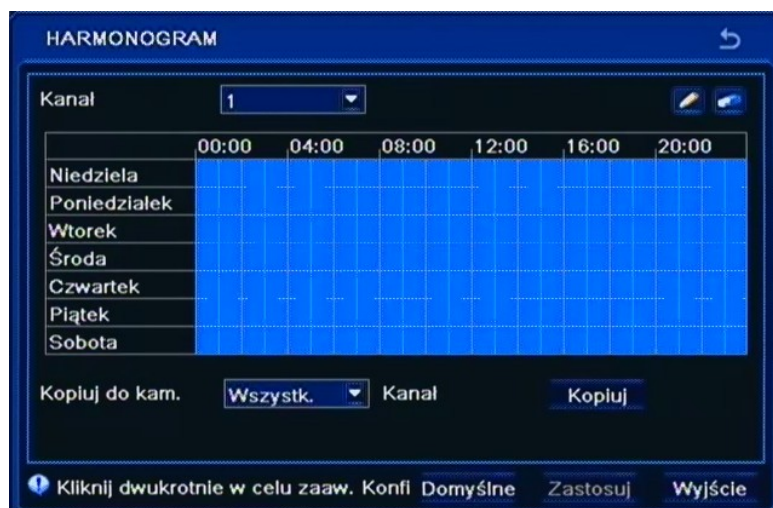 HARMONOGRAM
Kanał 1
00:00 04:00 08:00 12:00 16:00 20:00
Niedziela
Poniedziałek
Wtorek
Środa
Czwartek
Piątek
Sobota
Kopiuj do kam. Wszystk. Kanał Kopiuj
Kliknij dwukrotnie w celu zaaw. Konfi Domyślne Zastosuj Wyjście